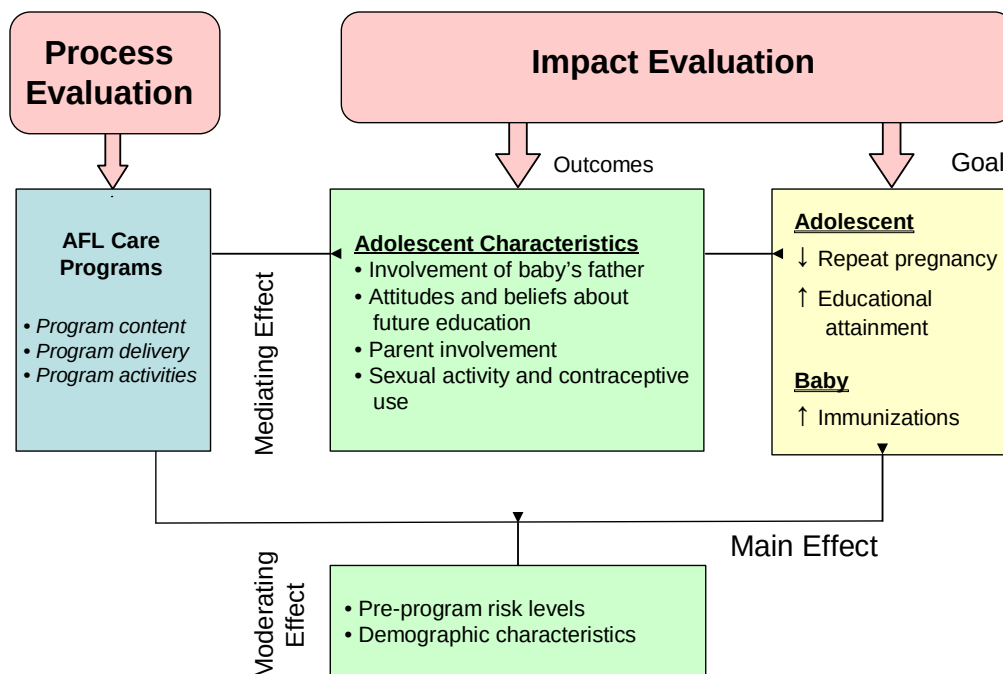 Process
Evaluation
Impact Evaluation
Outcomes
Goal
AFL Care
Programs
• Program content
• Program delivery
• Program activities
Mediating Effect
Adolescent Characteristics
• Involvement of baby's father
• Attitudes and beliefs about
future education
• Parent involvement
• Sexual activity and contraceptive
use
Adolescent
↓ Repeat pregnancy
↑ Educational
attainment
Baby
↑ Immunizations
Main Effect
Moderating
Effect
• Pre-program risk levels
• Demographic characteristics